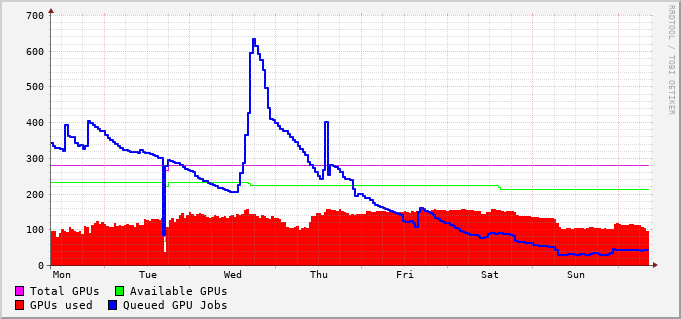 700
600
500
400
300
200
100
0
Mon Tue Wed Thu Fri Sat Sun
Total GPUs Available GPUs
GPUs used Queued GPU Jobs
RRDTOOL / TOBI OETIKER